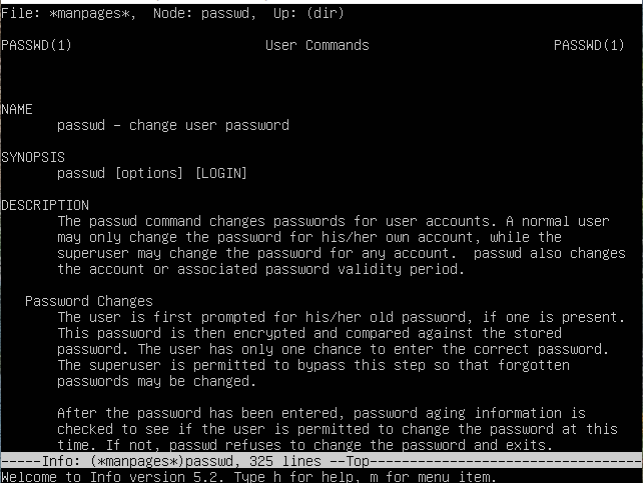 File: *manpages*,  Node: passwd,  Up: (dir)
PASSWD(1)                        User Commands                       PASSWD(1)
NAME
       passwd - change user password
SYNOPSIS
       passwd [options] [LOGIN]
DESCRIPTION
       The passwd command changes passwords for user accounts. A normal user
       may only change the password for his/her own account, while the
       superuser may change the password for any account.  passwd also changes
       the account or associated password validity period.
   Password Changes
       The user is first prompted for his/her old password, if one is present.
       This password is then encrypted and compared against the stored
       password. The user has only one chance to enter the correct password.
       The superuser is permitted to bypass this step so that forgotten
       passwords may be changed.
       After the password has been entered, password aging information is
       checked to see if the user is permitted to change the password at this
       time. If not, passwd refuses to change the password and exits.
-----Info: (*manpages*)passwd, 325 lines --Top-----------------------------------
Welcome to Info version 5.2. Type h for help, m for menu item.